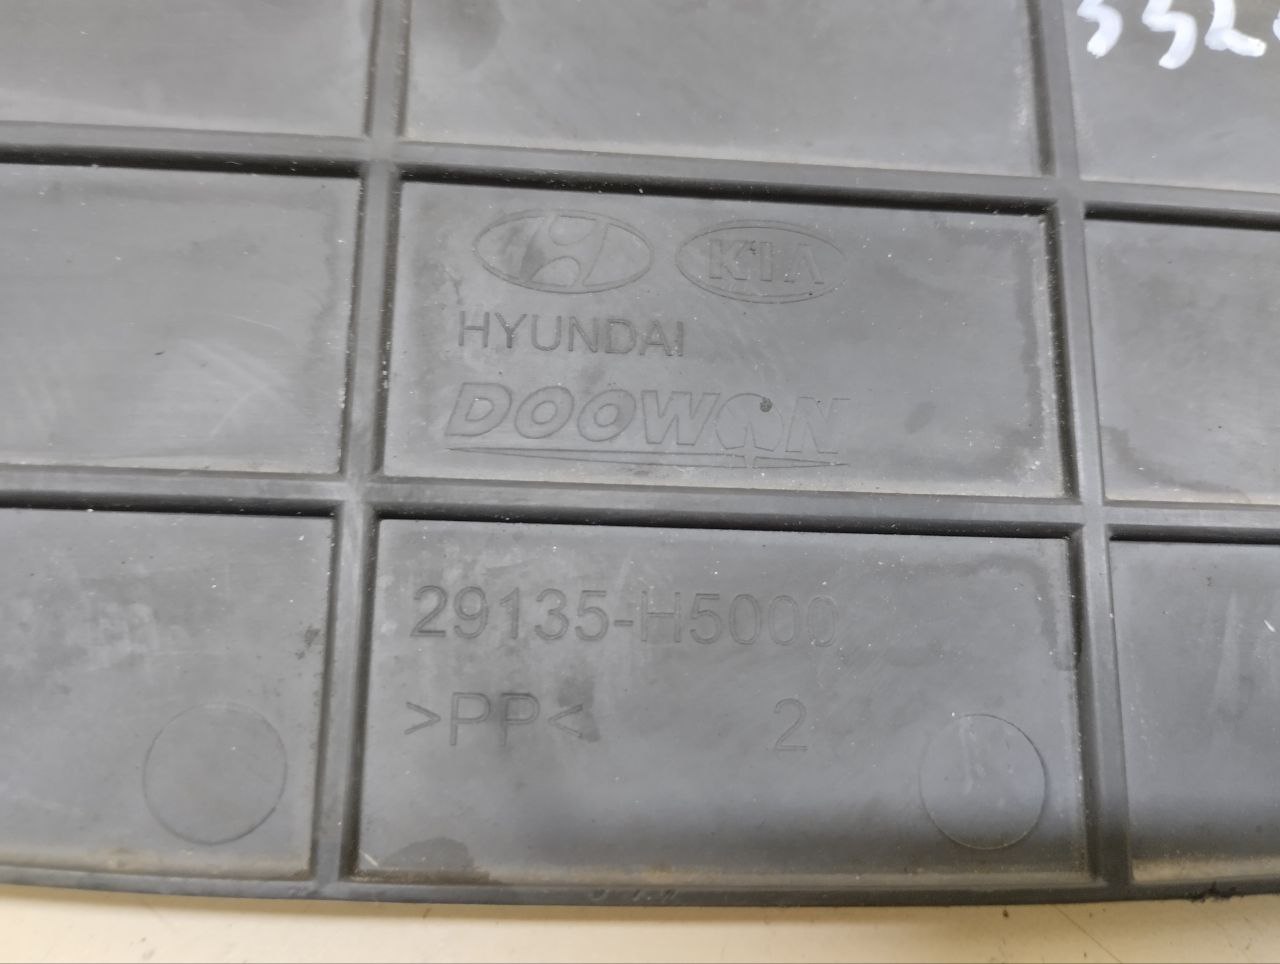 KIA
HYUNDAI
DOOWON
29135-H5000
>PP< 2